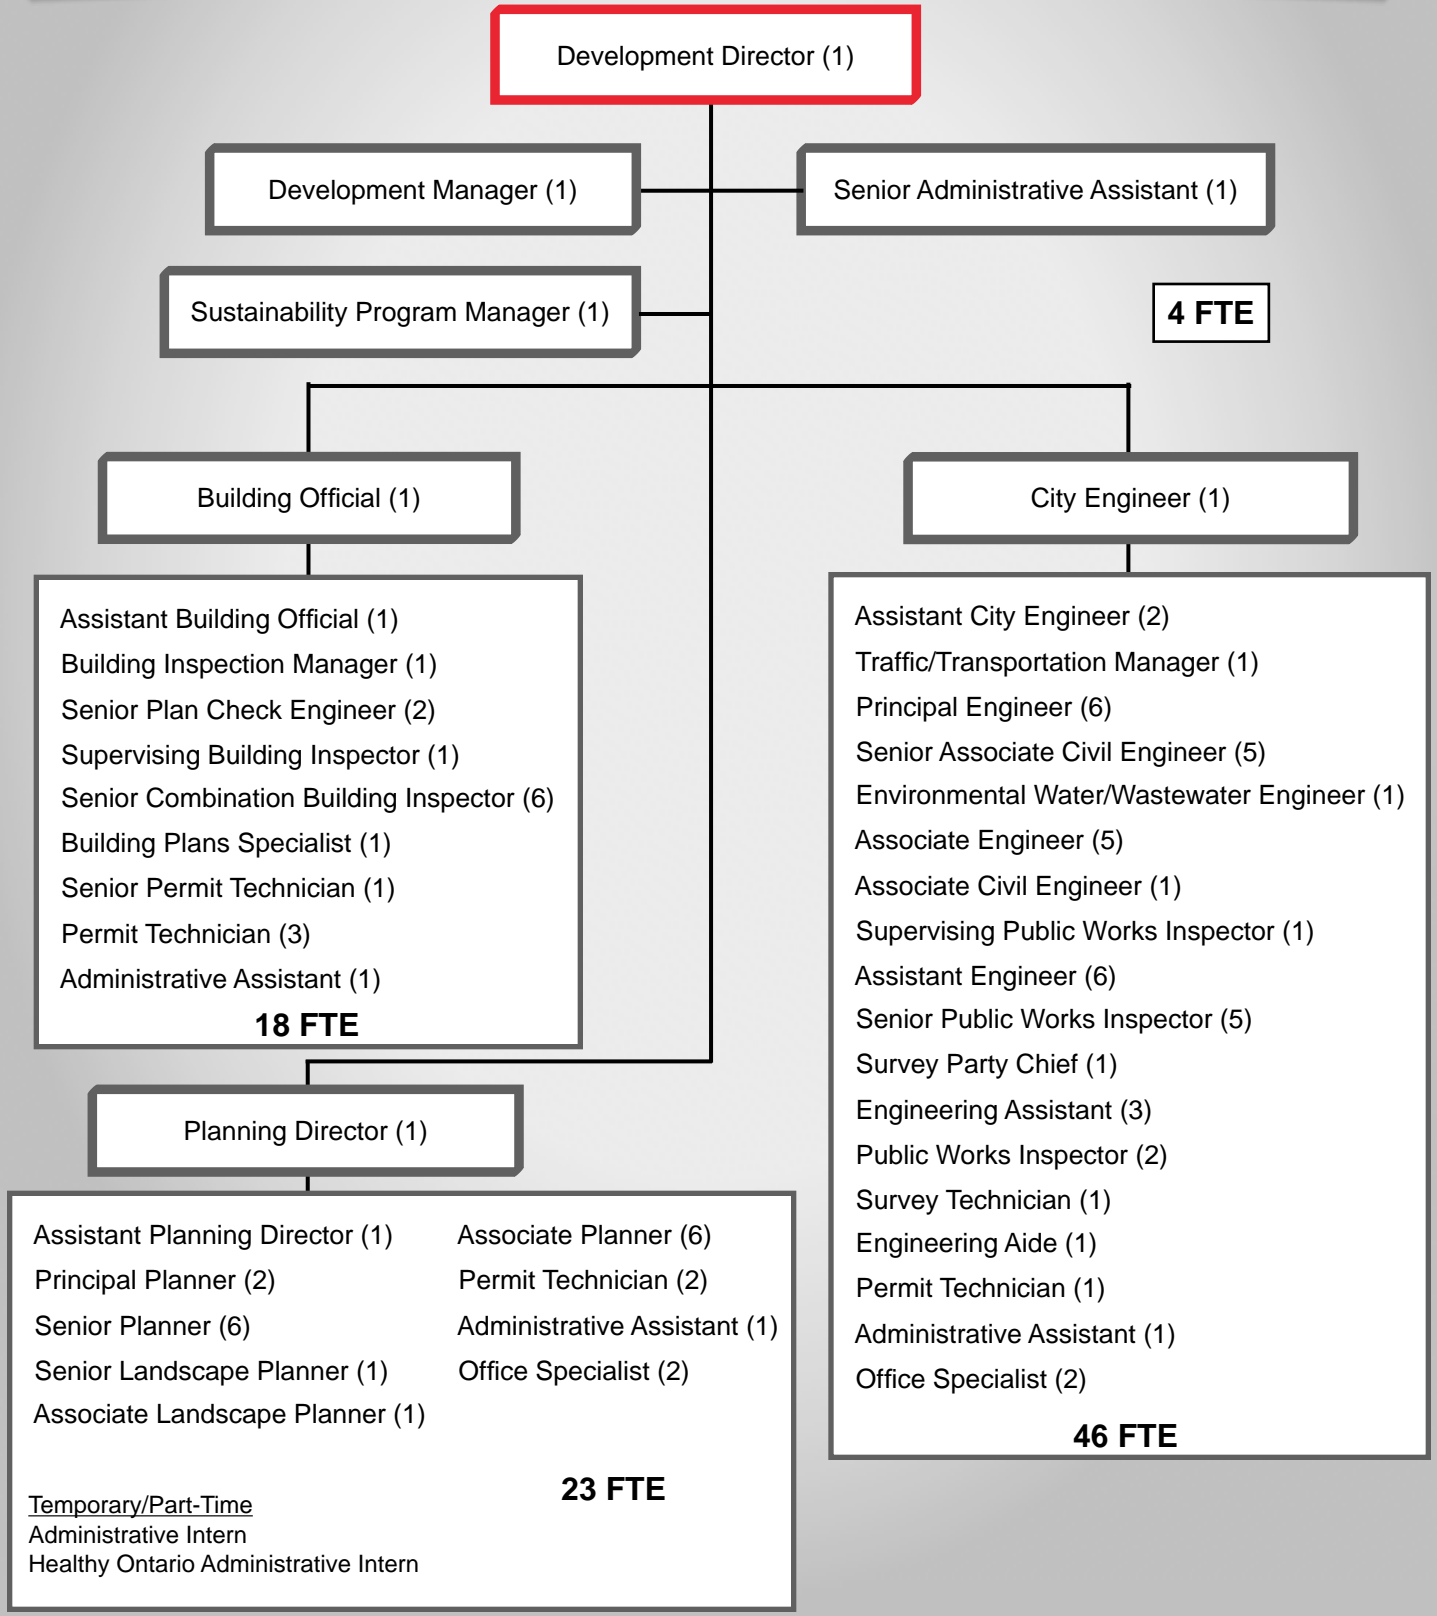 Development Director (1)
Development Manager (1)
Senior Administrative Assistant (1)
Sustainability Program Manager (1)
4 FTE
Building Official (1)
City Engineer (1)
Assistant Building Official (1)
Building Inspection Manager (1)
Senior Plan Check Engineer (2)
Supervising Building Inspector (1)
Senior Combination Building Inspector (6)
Building Plans Specialist (1)
Senior Permit Technician (1)
Permit Technician (3)
Administrative Assistant (1)
18 FTE
Assistant City Engineer (2)
Traffic/Transportation Manager (1)
Principal Engineer (6)
Senior Associate Civil Engineer (5)
Environmental Water/Wastewater Engineer (1)
Associate Engineer (5)
Associate Civil Engineer (1)
Supervising Public Works Inspector (1)
Assistant Engineer (6)
Senior Public Works Inspector (5)
Survey Party Chief (1)
Engineering Assistant (3)
Public Works Inspector (2)
Survey Technician (1)
Engineering Aide (1)
Permit Technician (1)
Administrative Assistant (1)
Office Specialist (2)
46 FTE
Planning Director (1)
Assistant Planning Director (1)
Principal Planner (2)
Senior Planner (6)
Senior Landscape Planner (1)
Associate Landscape Planner (1)
Associate Planner (6)
Permit Technician (2)
Administrative Assistant (1)
Office Specialist (2)
23 FTE
Temporary/Part-Time
Administrative Intern
Healthy Ontario Administrative Intern